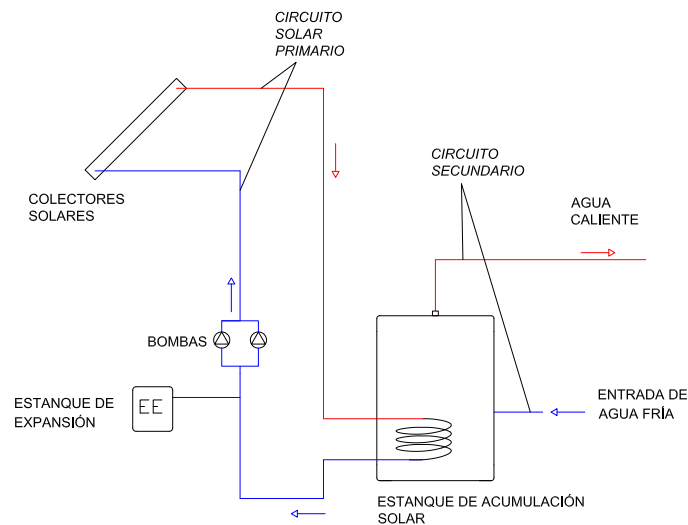 CIRCUITO
SOLAR
PRIMARIO
CIRCUITO
SECUNDARIO
COLECTORES
SOLARES
AGUA
CALIENTE
BOMBAS
ESTANQUE DE
EXPANSIÓN
EE
ENTRADA DE
AGUA FRÍA
ESTANQUE DE ACUMULACIÓN
SOLAR